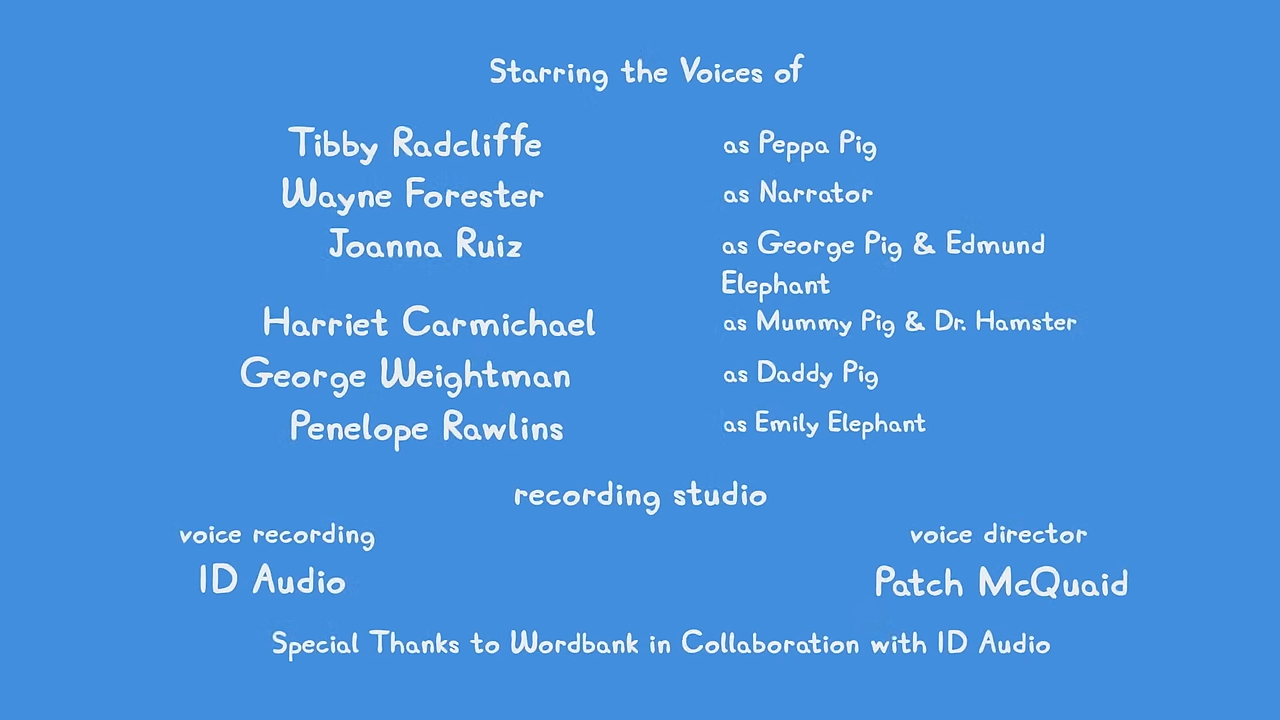 Starring the Voices of
Tibby Radcliffe as Peppa Pig
Wayne Forester as Narrator
Joanna Ruiz as George Pig & Edmund
Elephant
Harriet Carmichael as Mummy Pig & Dr. Hamster
George Weightman as Daddy Pig
Penelope Rawlins as Emily Elephant
recording studio
voice recording voice director
ID Audio Patch McQuaid
Special Thanks to Wordbank in Collaboration with ID Audio